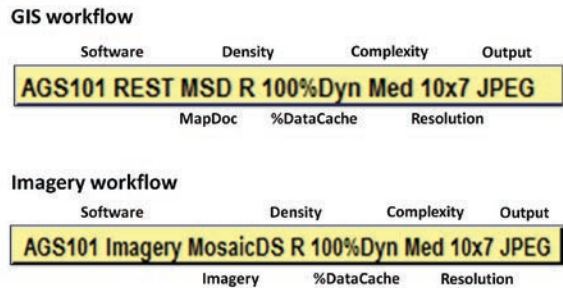 GIS workflow
Software Density Complexity Output
AGS101 REST MSD R 100%Dyn Med 10x7 JPEG
MapDoc %DataCache Resolution
Imagery workflow
Software Density Complexity Output
AGS101 Imagery MosaicDS R 100%Dyn Med 10x7 JPEG
Imagery %DataCache Resolution